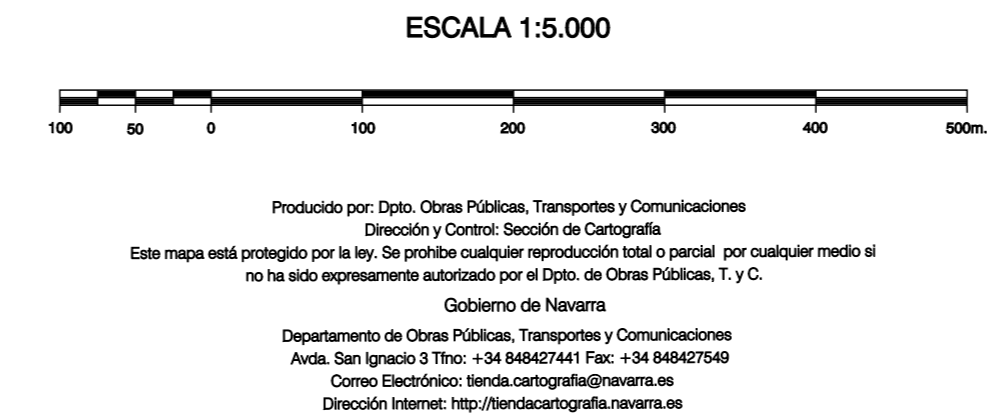 ESCALA 1:5.000
100 50 0 100 200 300 400 500m.
Producido por: Dpto. Obras Públicas, Transportes y Comunicaciones
Dirección y Control: Sección de Cartografía
Este mapa está protegido por la ley. Se prohibe cualquier reproducción total o parcial por cualquier medio si
no ha sido expresamente autorizado por el Dpto. de Obras Públicas, T. y C.
Gobierno de Navarra
Departamento de Obras Públicas, Transportes y Comunicaciones
Avda. San Ignacio 3 Tfno: +34 848427441 Fax: +34 848427549
Correo Electrónico: tienda.cartografia@navarra.es
Dirección Internet: http://tiendacartografia.navarra.es